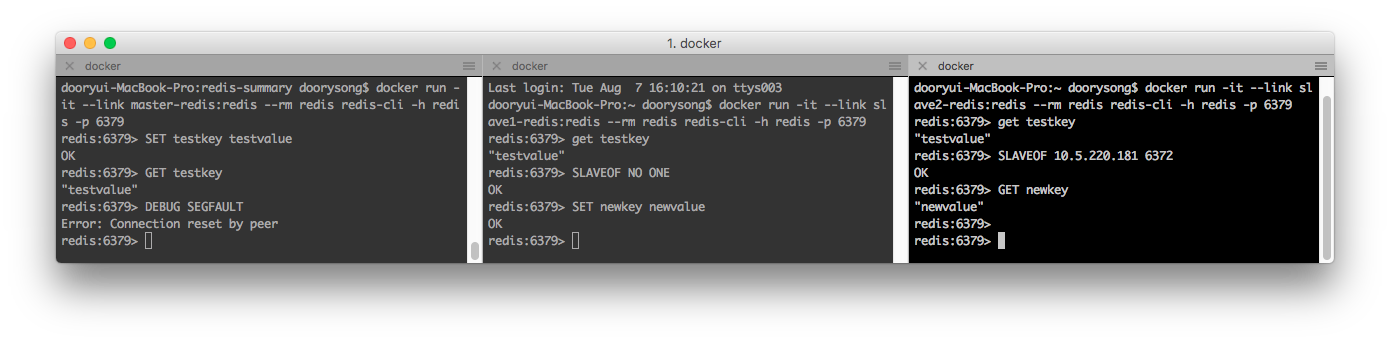 1. docker
docker
dooryui-MacBook-Pro:redis-summary doorysong$ docker run -
it --link master-redis:redis --rm redis redis-cli -h redi
s -p 6379
redis:6379> SET testkey testvalue
OK
redis:6379> GET testkey
"testvalue"
redis:6379> DEBUG SEGFAULT
Error: Connection reset by peer
redis:6379>
docker
Last login: Tue Aug  7 16:10:21 on ttys003
dooryui-MacBook-Pro:~ doorysong$ docker run -it --link sl
ave1-redis:redis --rm redis redis-cli -h redis -p 6379
redis:6379> get testkey
"testvalue"
redis:6379> SLAVEOF NO ONE
OK
redis:6379> SET newkey newvalue
OK
redis:6379>
docker
dooryui-MacBook-Pro:~ doorysong$ docker run -it --link sl
ave2-redis:redis --rm redis redis-cli -h redis -p 6379
redis:6379> get testkey
"testvalue"
redis:6379> SLAVEOF 10.5.220.181 6372
OK
redis:6379> GET newkey
"newvalue"
redis:6379>
redis:6379>